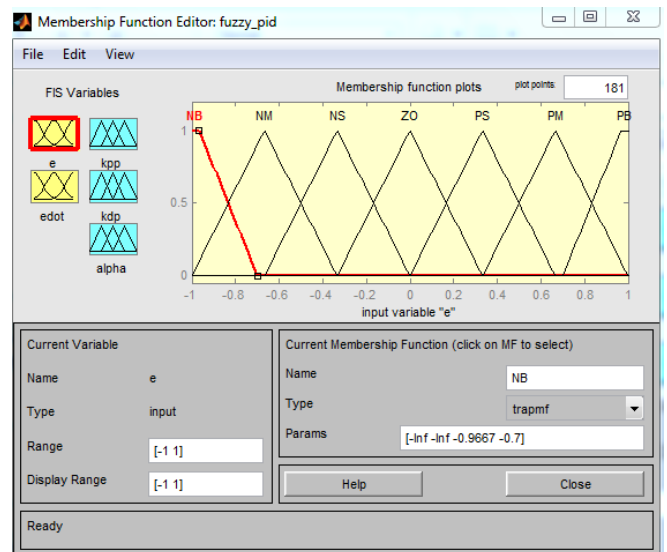 Membership Function Editor: fuzzy_pid
File Edit View
FIS Variables
Membership function plots
plot points:
181
e
kpp
edot
kdp
alpha
NB NM NS ZO PS PM PB
1
0.5
0
-1 -0.8 -0.6 -0.4 -0.2 0 0.2 0.4 0.6 0.8 1
input variable "e"
Current Variable
Name e
Type input
Range [-1 1]
Display Range [-1 1]
Current Membership Function (click on MF to select)
Name NB
Type trapmf
Params [-Inf -Inf -0.9667 -0.7]
Help Close
Ready